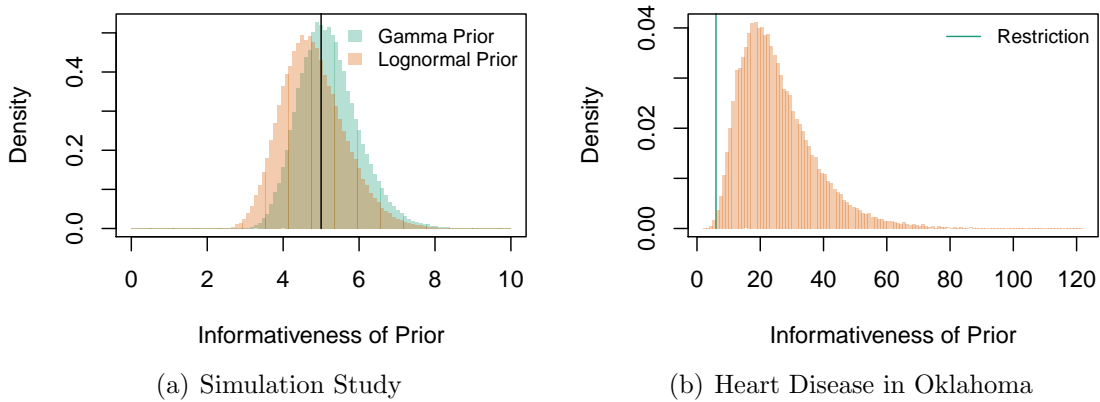 Density
0.4
0.2
0.0
Gamma Prior
Lognormal Prior
0 2 4 6 8 10
Informativeness of Prior
(a) Simulation Study
Density
0.04
0.02
0.00
Restriction
0 20 40 60 80 100 120
Informativeness of Prior
(b) Heart Disease in Oklahoma